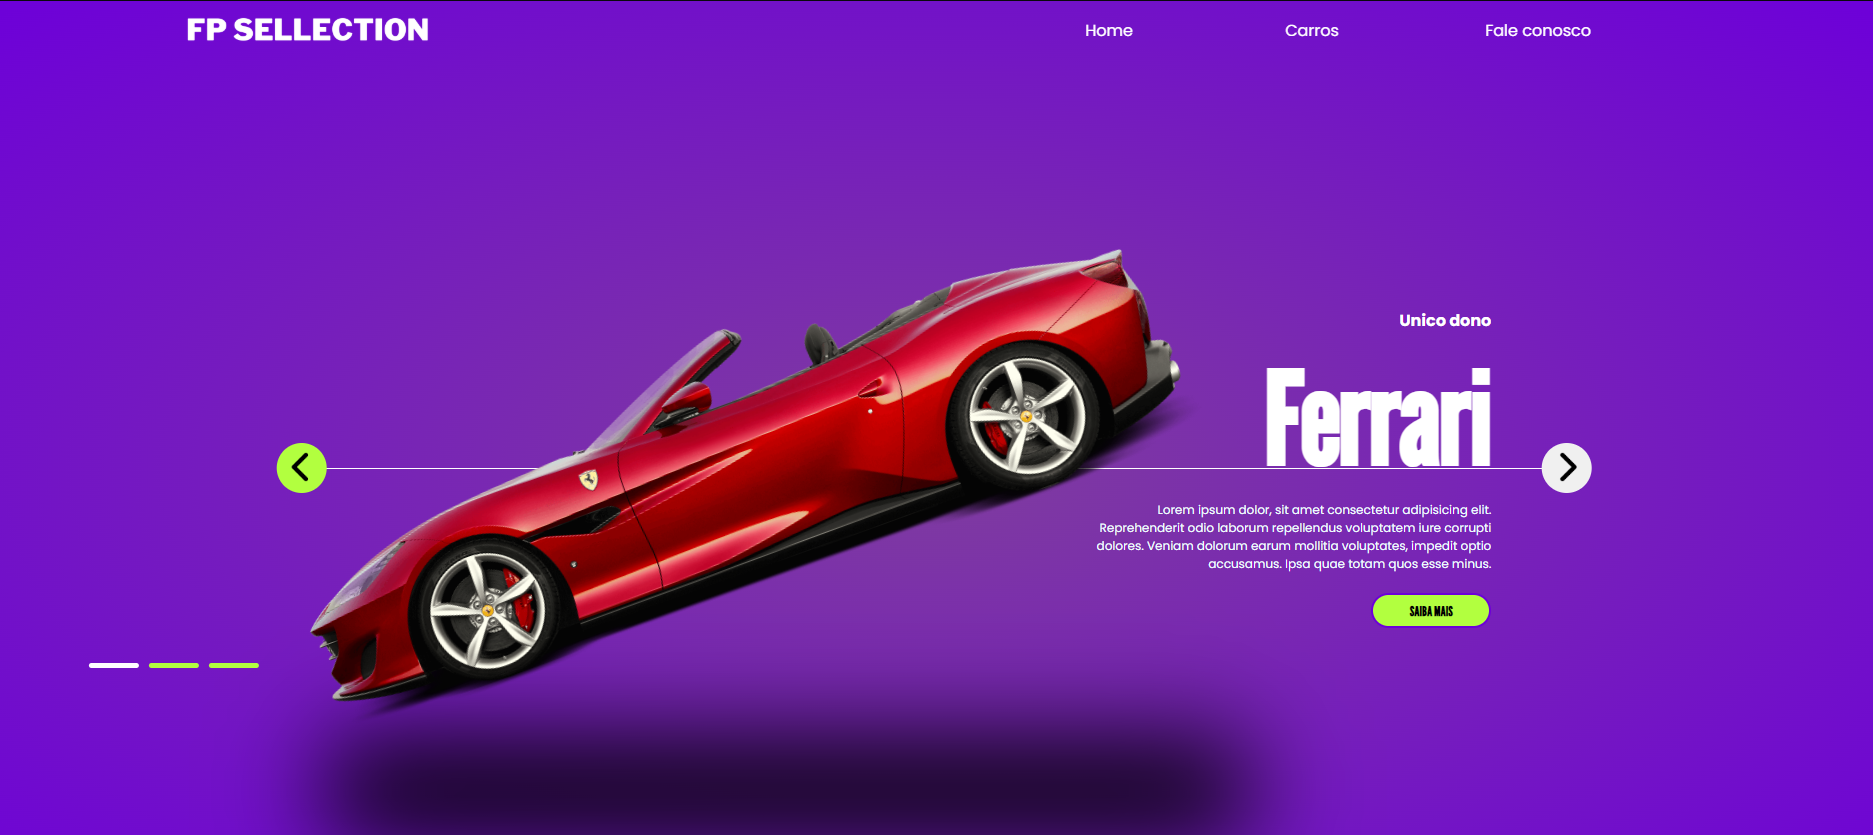 FP SELLECTION
Home
Carros
Fale conosco
Unico dono
Ferrari
Lorem ipsum dolor, sit amet consectetur adipisicing elit.
Reprehenderit odio laborum repellendus voluptatem iure corrupti
dolores. Veniam dolorum earum mollitia voluptates, impedit optio
accusamus. Ipsa quae totam quos esse minus.
SAIBA MAIS